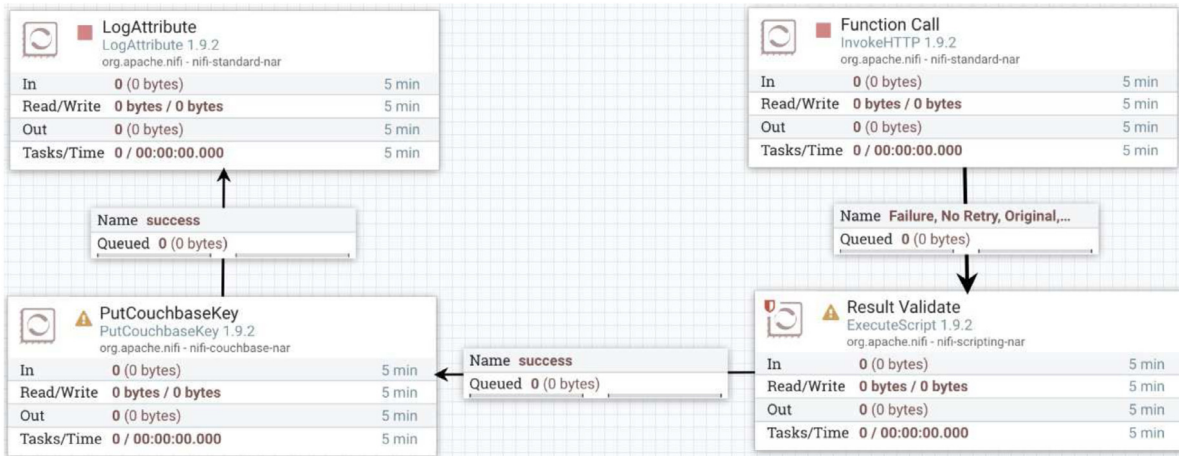 LogAttribute
LogAttribute 1.9.2
org.apache.nifi - nifi-standard-nar
In 0 (0 bytes) 5 min
Read/Write 0 bytes / 0 bytes 5 min
Out 0 (0 bytes) 5 min
Tasks/Time 0 / 00:00:00.000 5 min
Function Call
InvokeHTTP 1.9.2
org.apache.nifi - nifi-standard-nar
In 0 (0 bytes) 5 min
Read/Write 0 bytes / 0 bytes 5 min
Out 0 (0 bytes) 5 min
Tasks/Time 0 / 00:00:00.000 5 min
Name success
Queued 0 (0 bytes)
Name Failure, No Retry, Original,...
Queued 0 (0 bytes)
PutCouchbaseKey
PutCouchbaseKey 1.9.2
org.apache.nifi - nifi-couchbase-nar
In 0 (0 bytes) 5 min
Read/Write 0 bytes / 0 bytes 5 min
Out 0 (0 bytes) 5 min
Tasks/Time 0 / 00:00:00.000 5 min
Name success
Queued 0 (0 bytes)
Result Validate
ExecuteScript 1.9.2
org.apache.nifi - nifi-scripting-nar
In 0 (0 bytes) 5 min
Read/Write 0 bytes / 0 bytes 5 min
Out 0 (0 bytes) 5 min
Tasks/Time 0 / 00:00:00.000 5 min